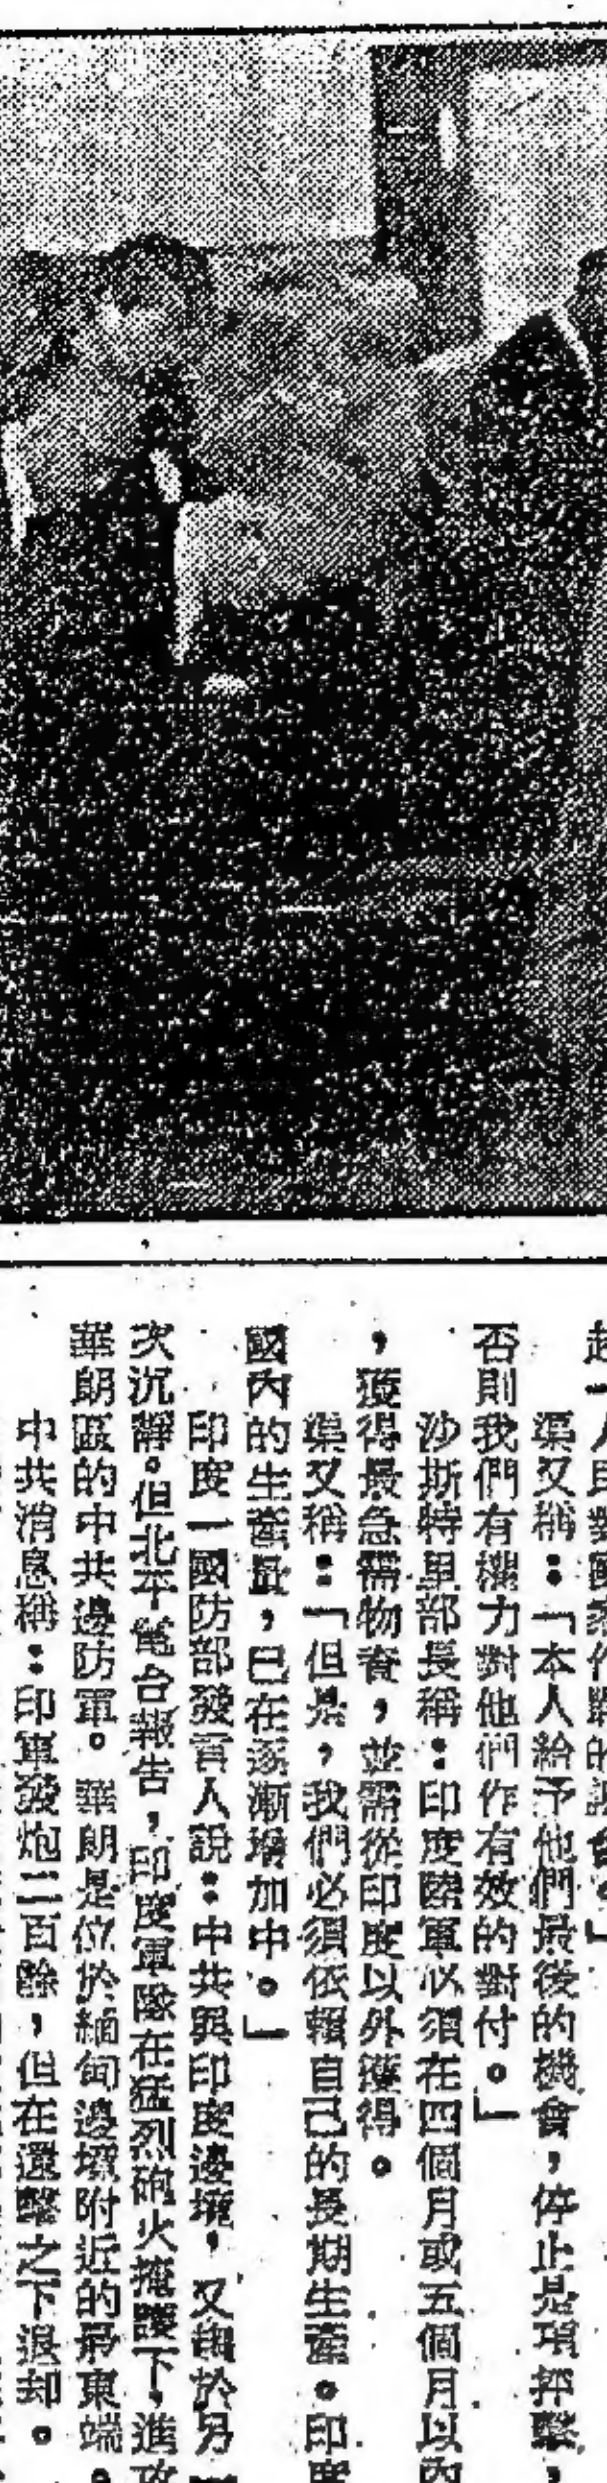 渠又稱：「本人給予他們最後的機會，停止是項抨擊，
否則我們有權力對他們作有效的對付。」
沙斯特里部長稱：印度陸軍必須在四個月或五個月以內
，獲得最急需物資，並需從印度以外獲得。
渠又稱：「但是，我們必須依賴自己的長期生產。印度
國內的生產量，已在逐漸增加中。」
印度一國防部發言人說：中共與印度邊境，又趨於另一
次沉靜。但北平電台報告，印度軍隊在猛烈砲火掩護下，進攻
華朗區的中共邊防軍。華朗是位於緬甸邊境附近的最東端。
中共消息稱：印軍發炮二百餘，但在還擊之下退却。